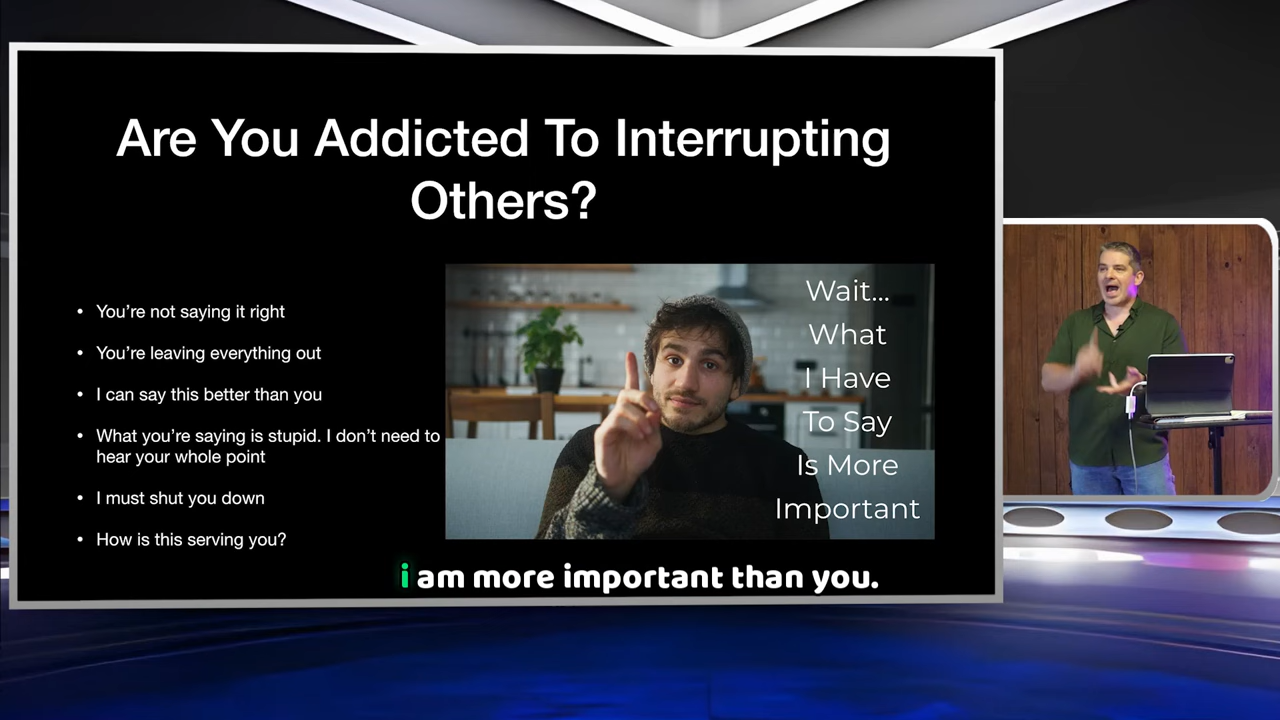 Are You Addicted To Interrupting
Others?
• You’re not saying it right
• You’re leaving everything out
• I can say this better than you
• What you’re saying is stupid. I don’t need to
hear your whole point
• I must shut you down
• How is this serving you?
Wait...
What
I Have
To Say
Is More
Important
i am more important than you.